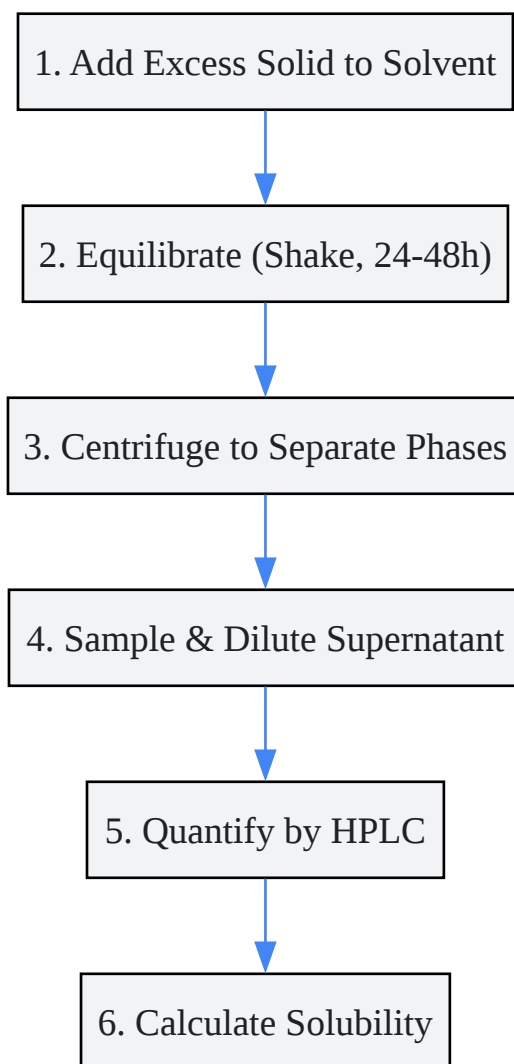 1. Add Excess Solid to Solvent
2. Equilibrate (Shake, 24-48h)
3. Centrifuge to Separate Phases
4. Sample & Dilute Supernatant
5. Quantify by HPLC
6. Calculate Solubility